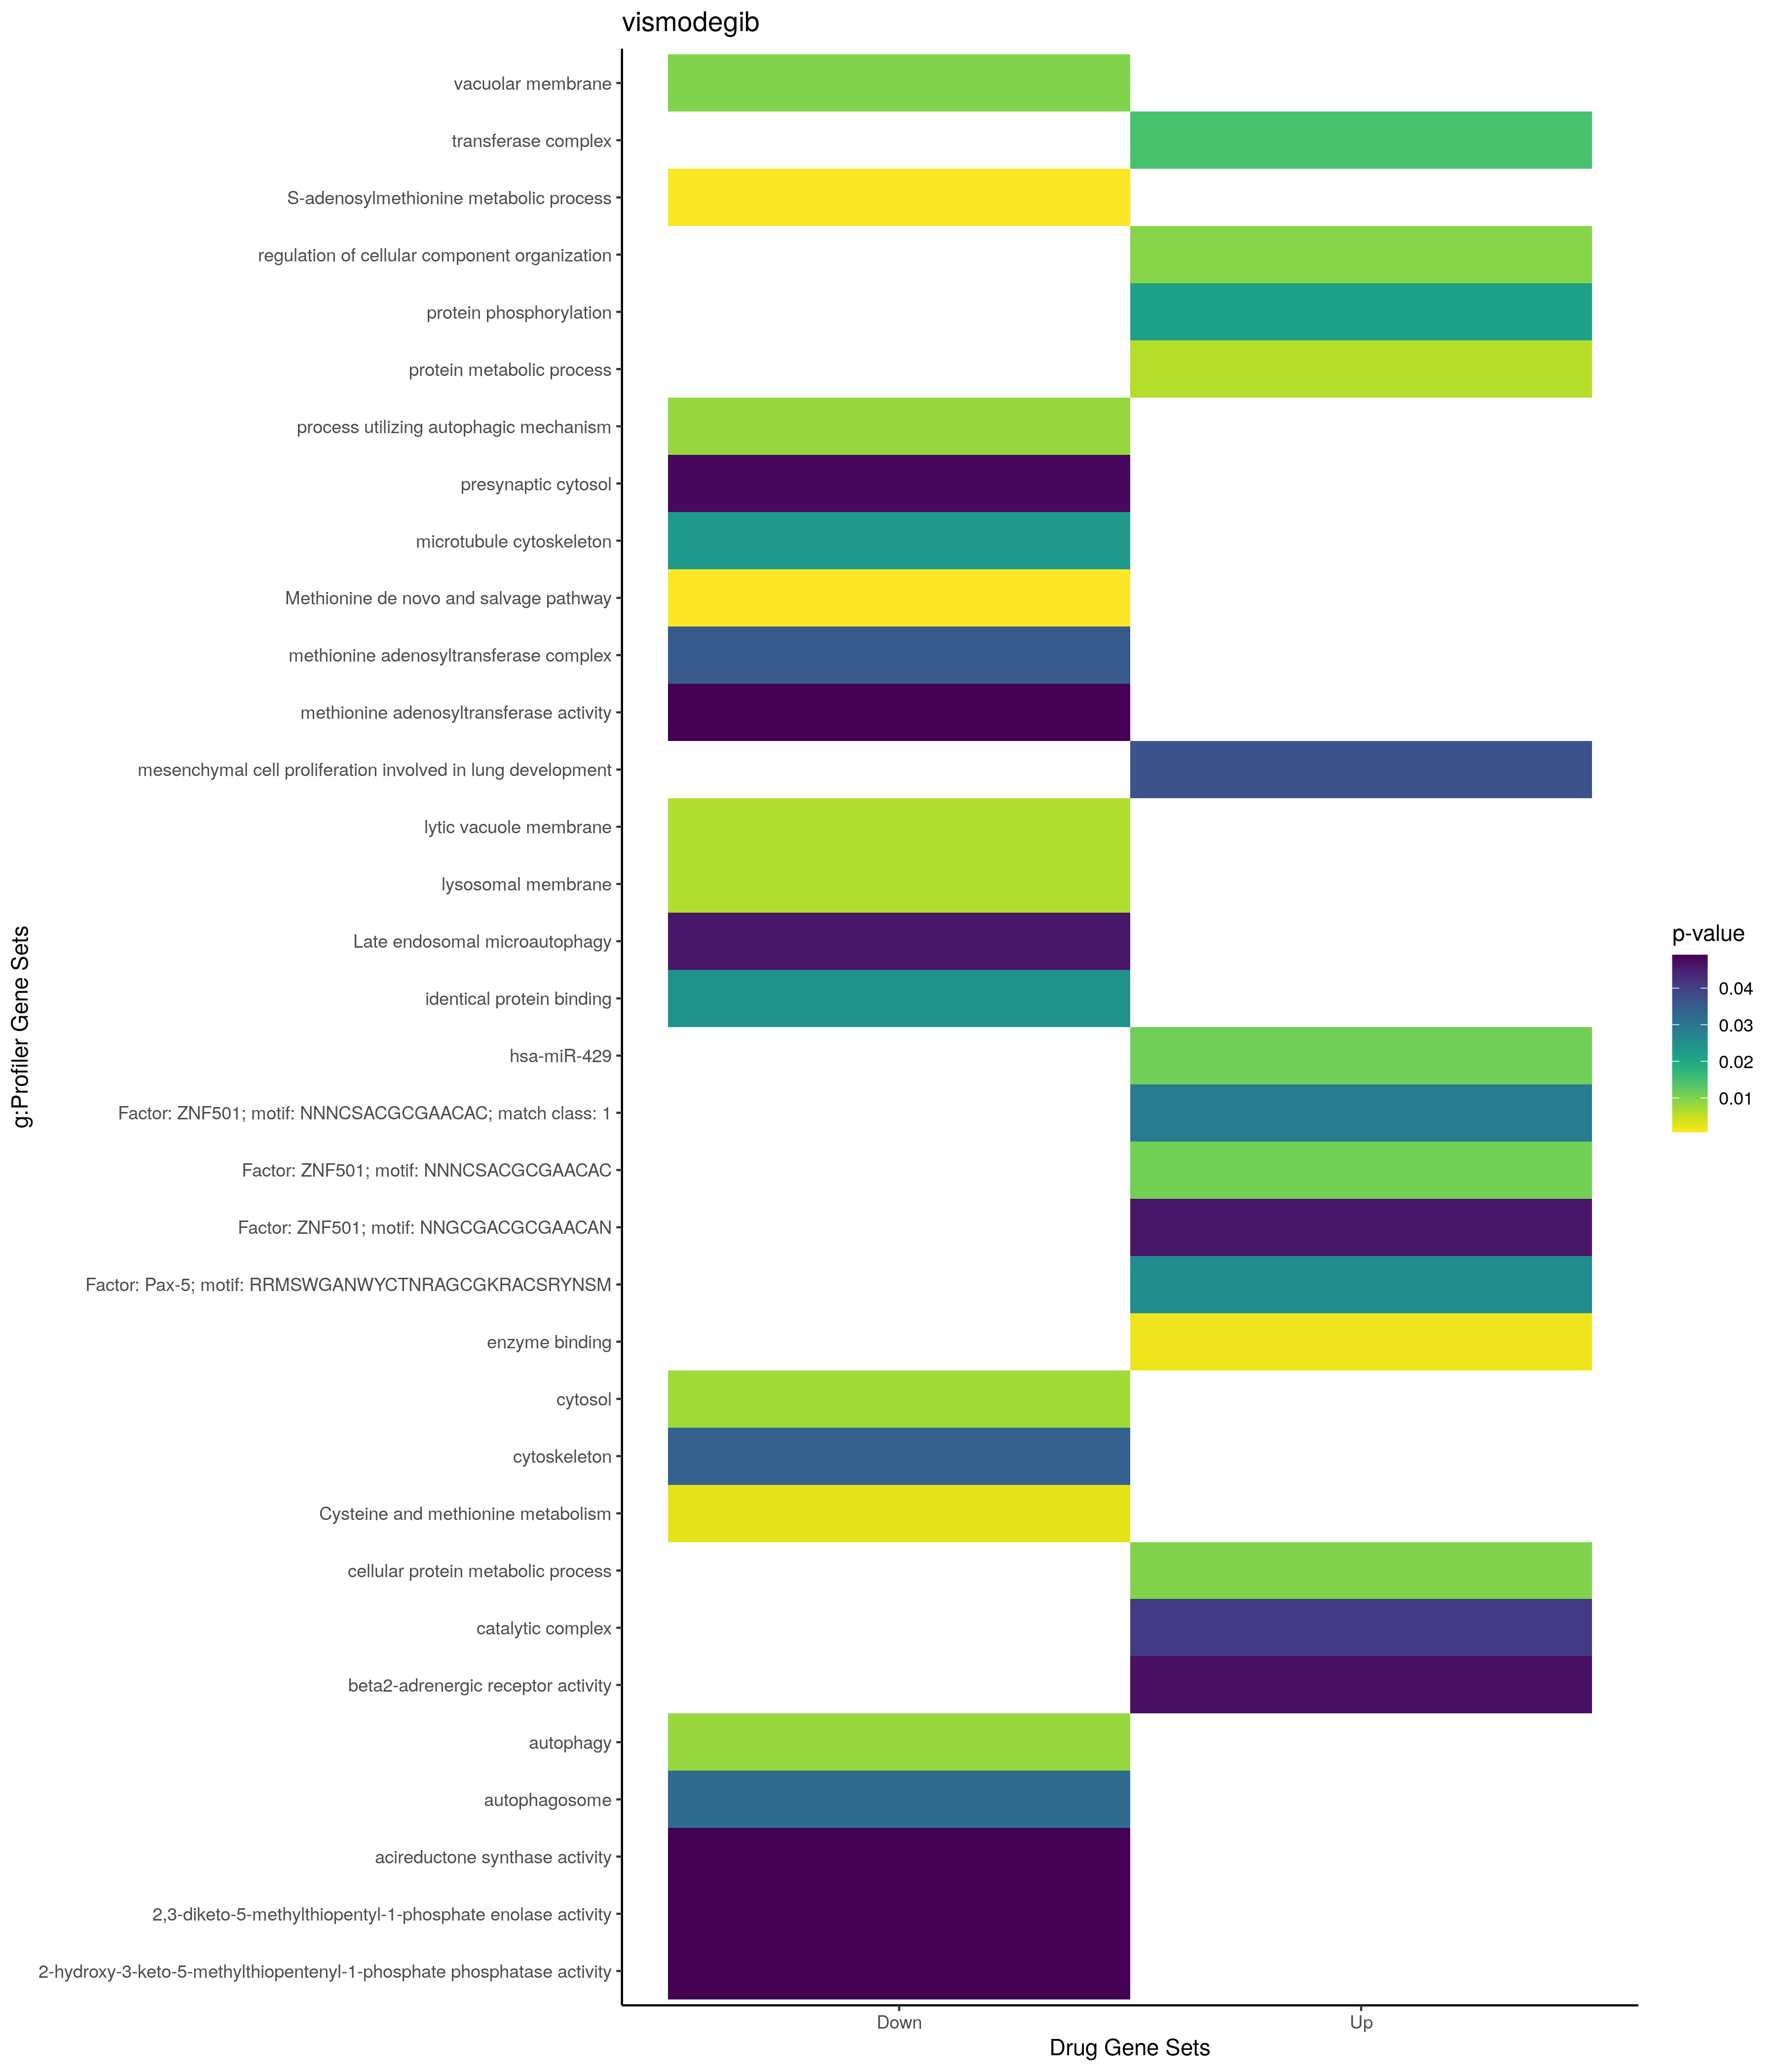 vismodegib
vacuolar membrane
transferase complex
S-adenosylmethionine metabolic process
regulation of cellular component organization
protein phosphorylation
protein metabolic process
process utilizing autophagic mechanism
presynaptic cytosol
microtubule cytoskeleton
Methionine de novo and salvage pathway
methionine adenosyltransferase complex
methionine adenosyltransferase activity
mesenchymal cell proliferation involved in lung development
lytic vacuole membrane
lysosomal membrane
Late endosomal microautophagy
identical protein binding
hsa-miR-429
Factor: ZNF501; motif: NNNCSACGCGAACAC; match class: 1
Factor: ZNF501; motif: NNNCSACGCGAACAC
Factor: ZNF501; motif: NNGCGACGCGAACAN
Factor: Pax-5; motif: RRMSWGANWYCTNRAGCGKRACSRYNSM
enzyme binding
cytosol
cytoskeleton
Cysteine and methionine metabolism
cellular protein metabolic process
catalytic complex
beta2-adrenergic receptor activity
autophagy
autophagosome
acireductone synthase activity
2,3-diketo-5-methylthiopentyl-1-phosphate enolase activity
2-hydroxy-3-keto-5-methylthiopentenyl-1-phosphate phosphatase activity
g:Profiler Gene Sets
Down
Up
Drug Gene Sets
p-value
0.04
0.03
0.02
0.01